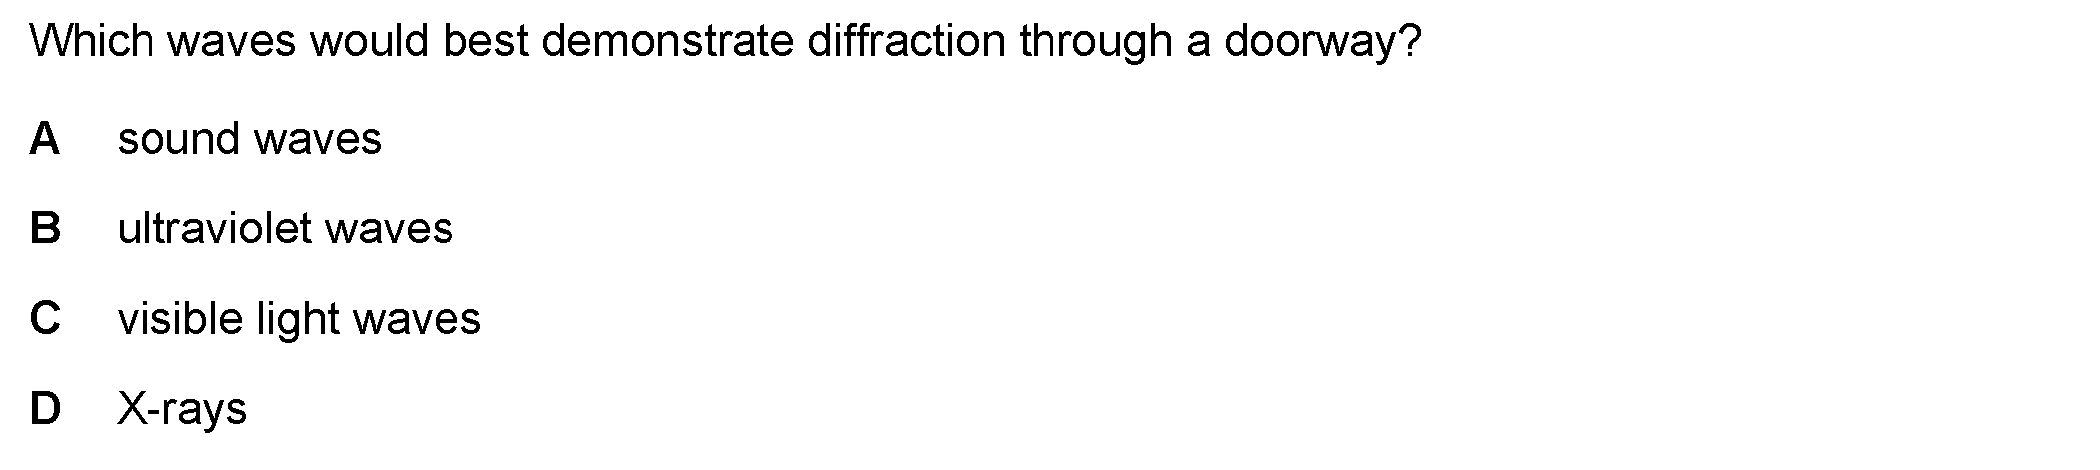 Which waves would best demonstrate diffraction through a doorway?
A sound waves
B ultraviolet waves
C visible light waves
D X-rays